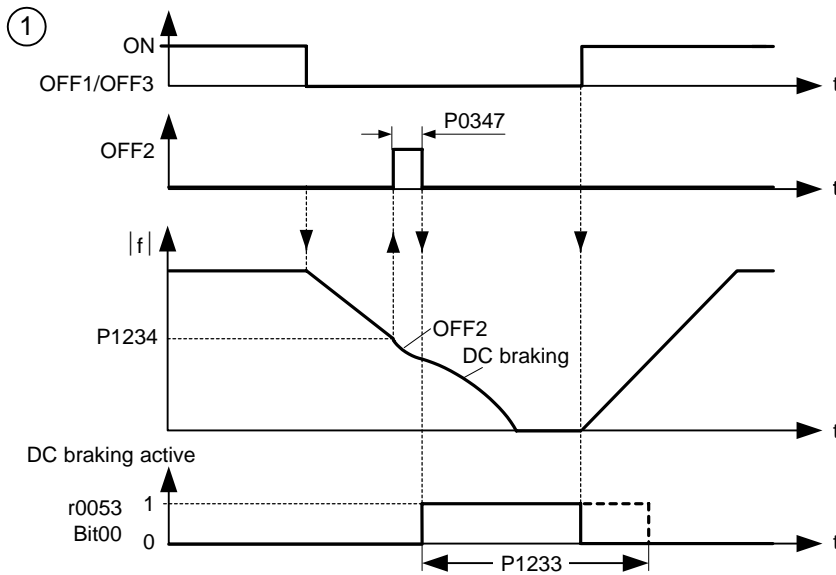 1
ON
OFF1/OFF3
t
P0347
OFF2
t
|f|
P1234
OFF2
DC braking
t
DC braking active
r0053
Bit00
1
0
t
P1233